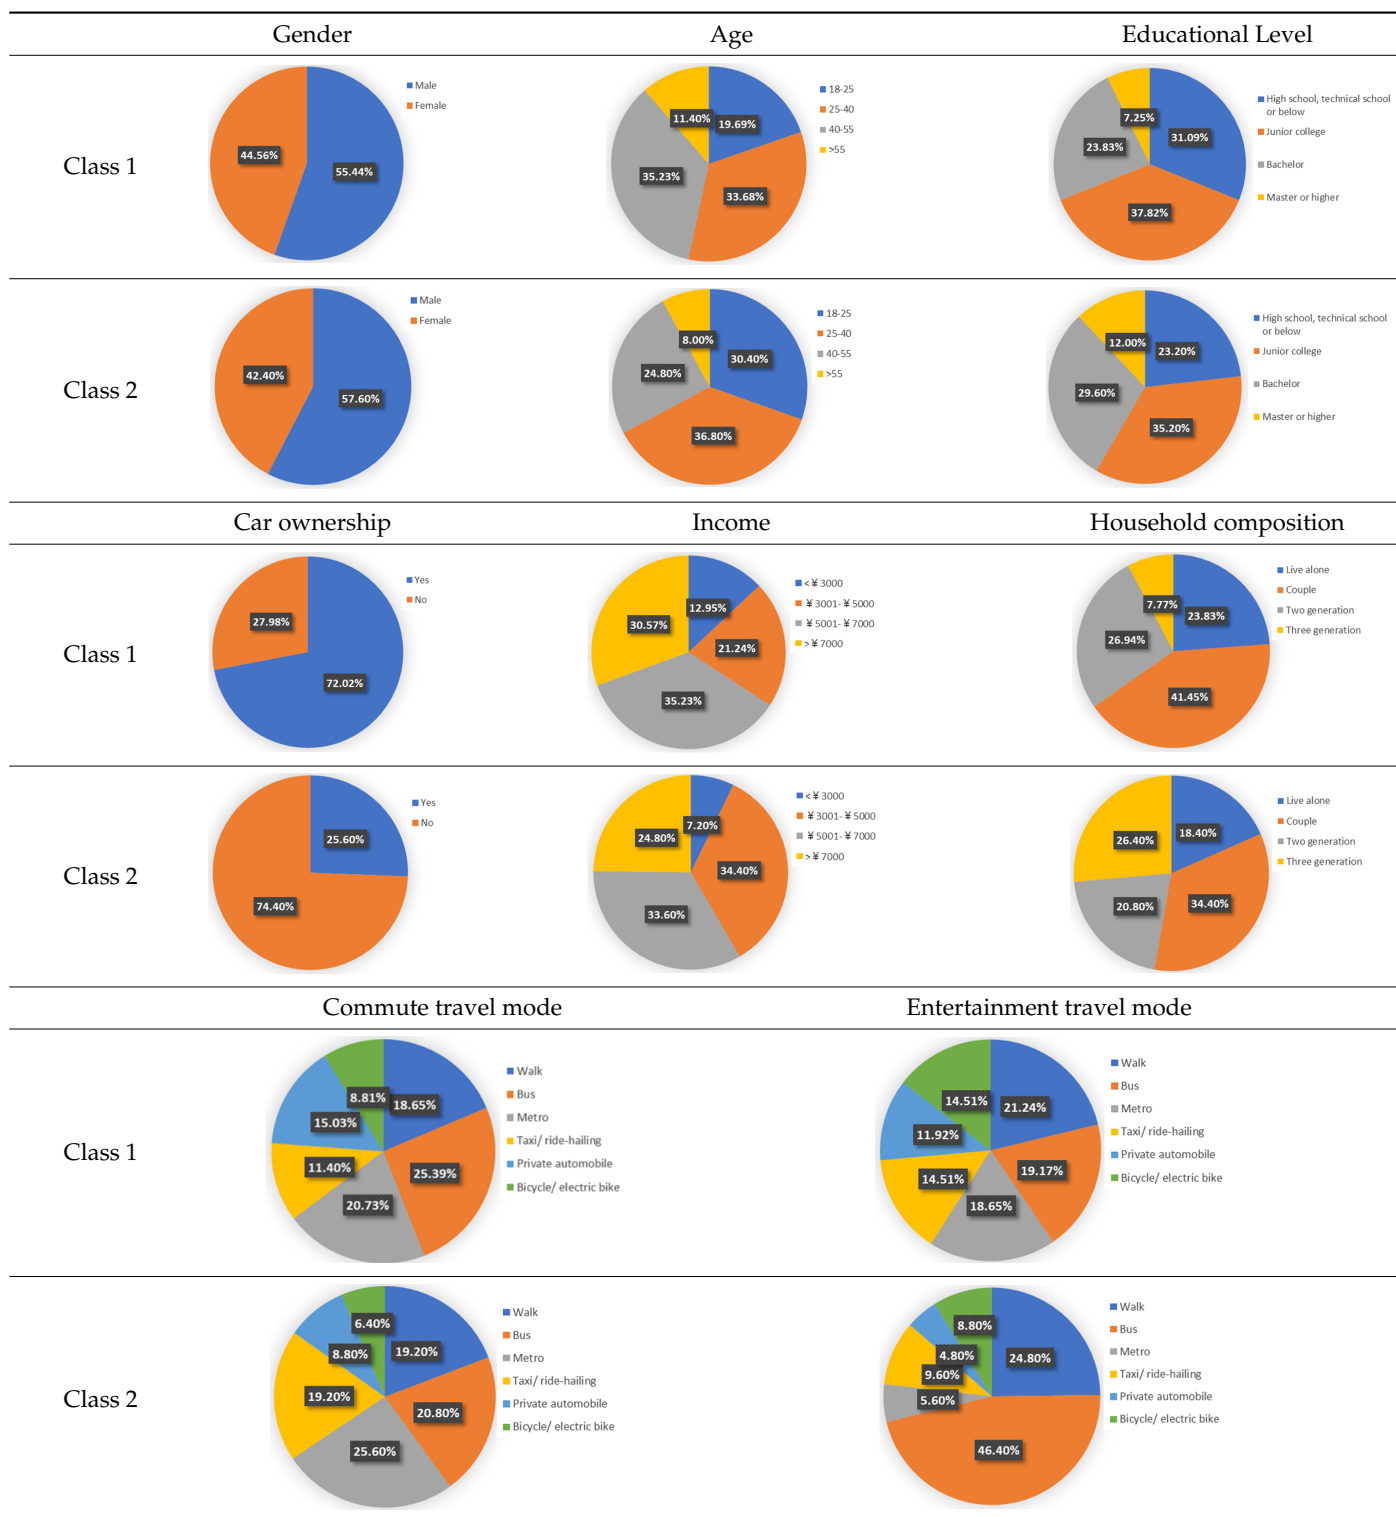 Gender Age Educational Level
Class 1
44.56%
55.44%
Male
Female
11.40%
19.69%
35.23%
33.68%
18-25
25-40
40-55
>55
7.25%
31.09%
23.83%
37.82%
High school, technical school
or below
Junior college
Bachelor
Master or higher
Class 2
42.40%
57.60%
Male
Female
8.00%
30.40%
24.80%
36.80%
18-25
25-40
40-55
>55
12.00%
23.20%
29.60%
35.20%
High school, technical school
or below
Junior college
Bachelor
Master or higher
Car ownership Income Household composition
Class 1
27.98%
72.02%
Yes
No
12.95%
30.57%
21.24%
35.23%
<¥3000
¥3001-¥5000
¥5001-¥7000
>¥7000
7.77%
23.83%
26.94%
41.45%
Live alone
Couple
Two generation
Three generation
Class 2
25.60%
74.40%
Yes
No
7.20%
24.80%
34.40%
33.60%
<¥3000
¥3001-¥5000
¥5001-¥7000
>¥7000
18.40%
26.40%
20.80%
34.40%
Live alone
Couple
Two generation
Three generation
Commute travel mode Entertainment travel mode
Class 1
8.81%
18.65%
15.03%
11.40%
25.39%
20.73%
Walk
Bus
Metro
Taxi/ ride-hailing
Private automobile
Bicycle/ electric bike
14.51%
21.24%
11.92%
14.51%
19.17%
18.65%
Walk
Bus
Metro
Taxi/ ride-hailing
Private automobile
Bicycle/ electric bike
Class 2
6.40%
8.80%
19.20%
19.20%
20.80%
25.60%
Walk
Bus
Metro
Taxi/ ride-hailing
Private automobile
Bicycle/ electric bike
8.80%
4.80%
24.80%
9.60%
5.60%
46.40%
Walk
Bus
Metro
Taxi/ ride-hailing
Private automobile
Bicycle/ electric bike